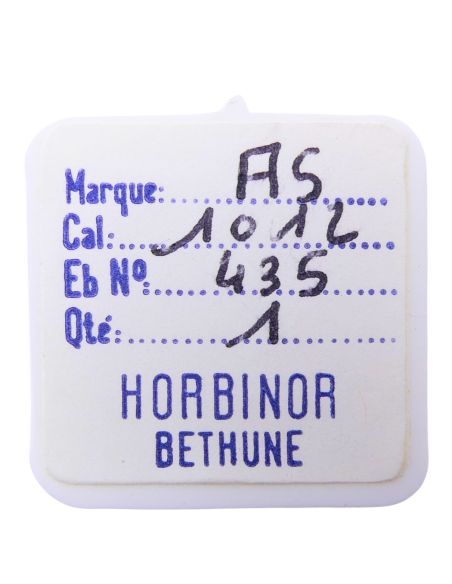 Marque: AS
Cal: 1012
Eb Nº: 435
Qté: 1
HORBINOR
BETHUNE